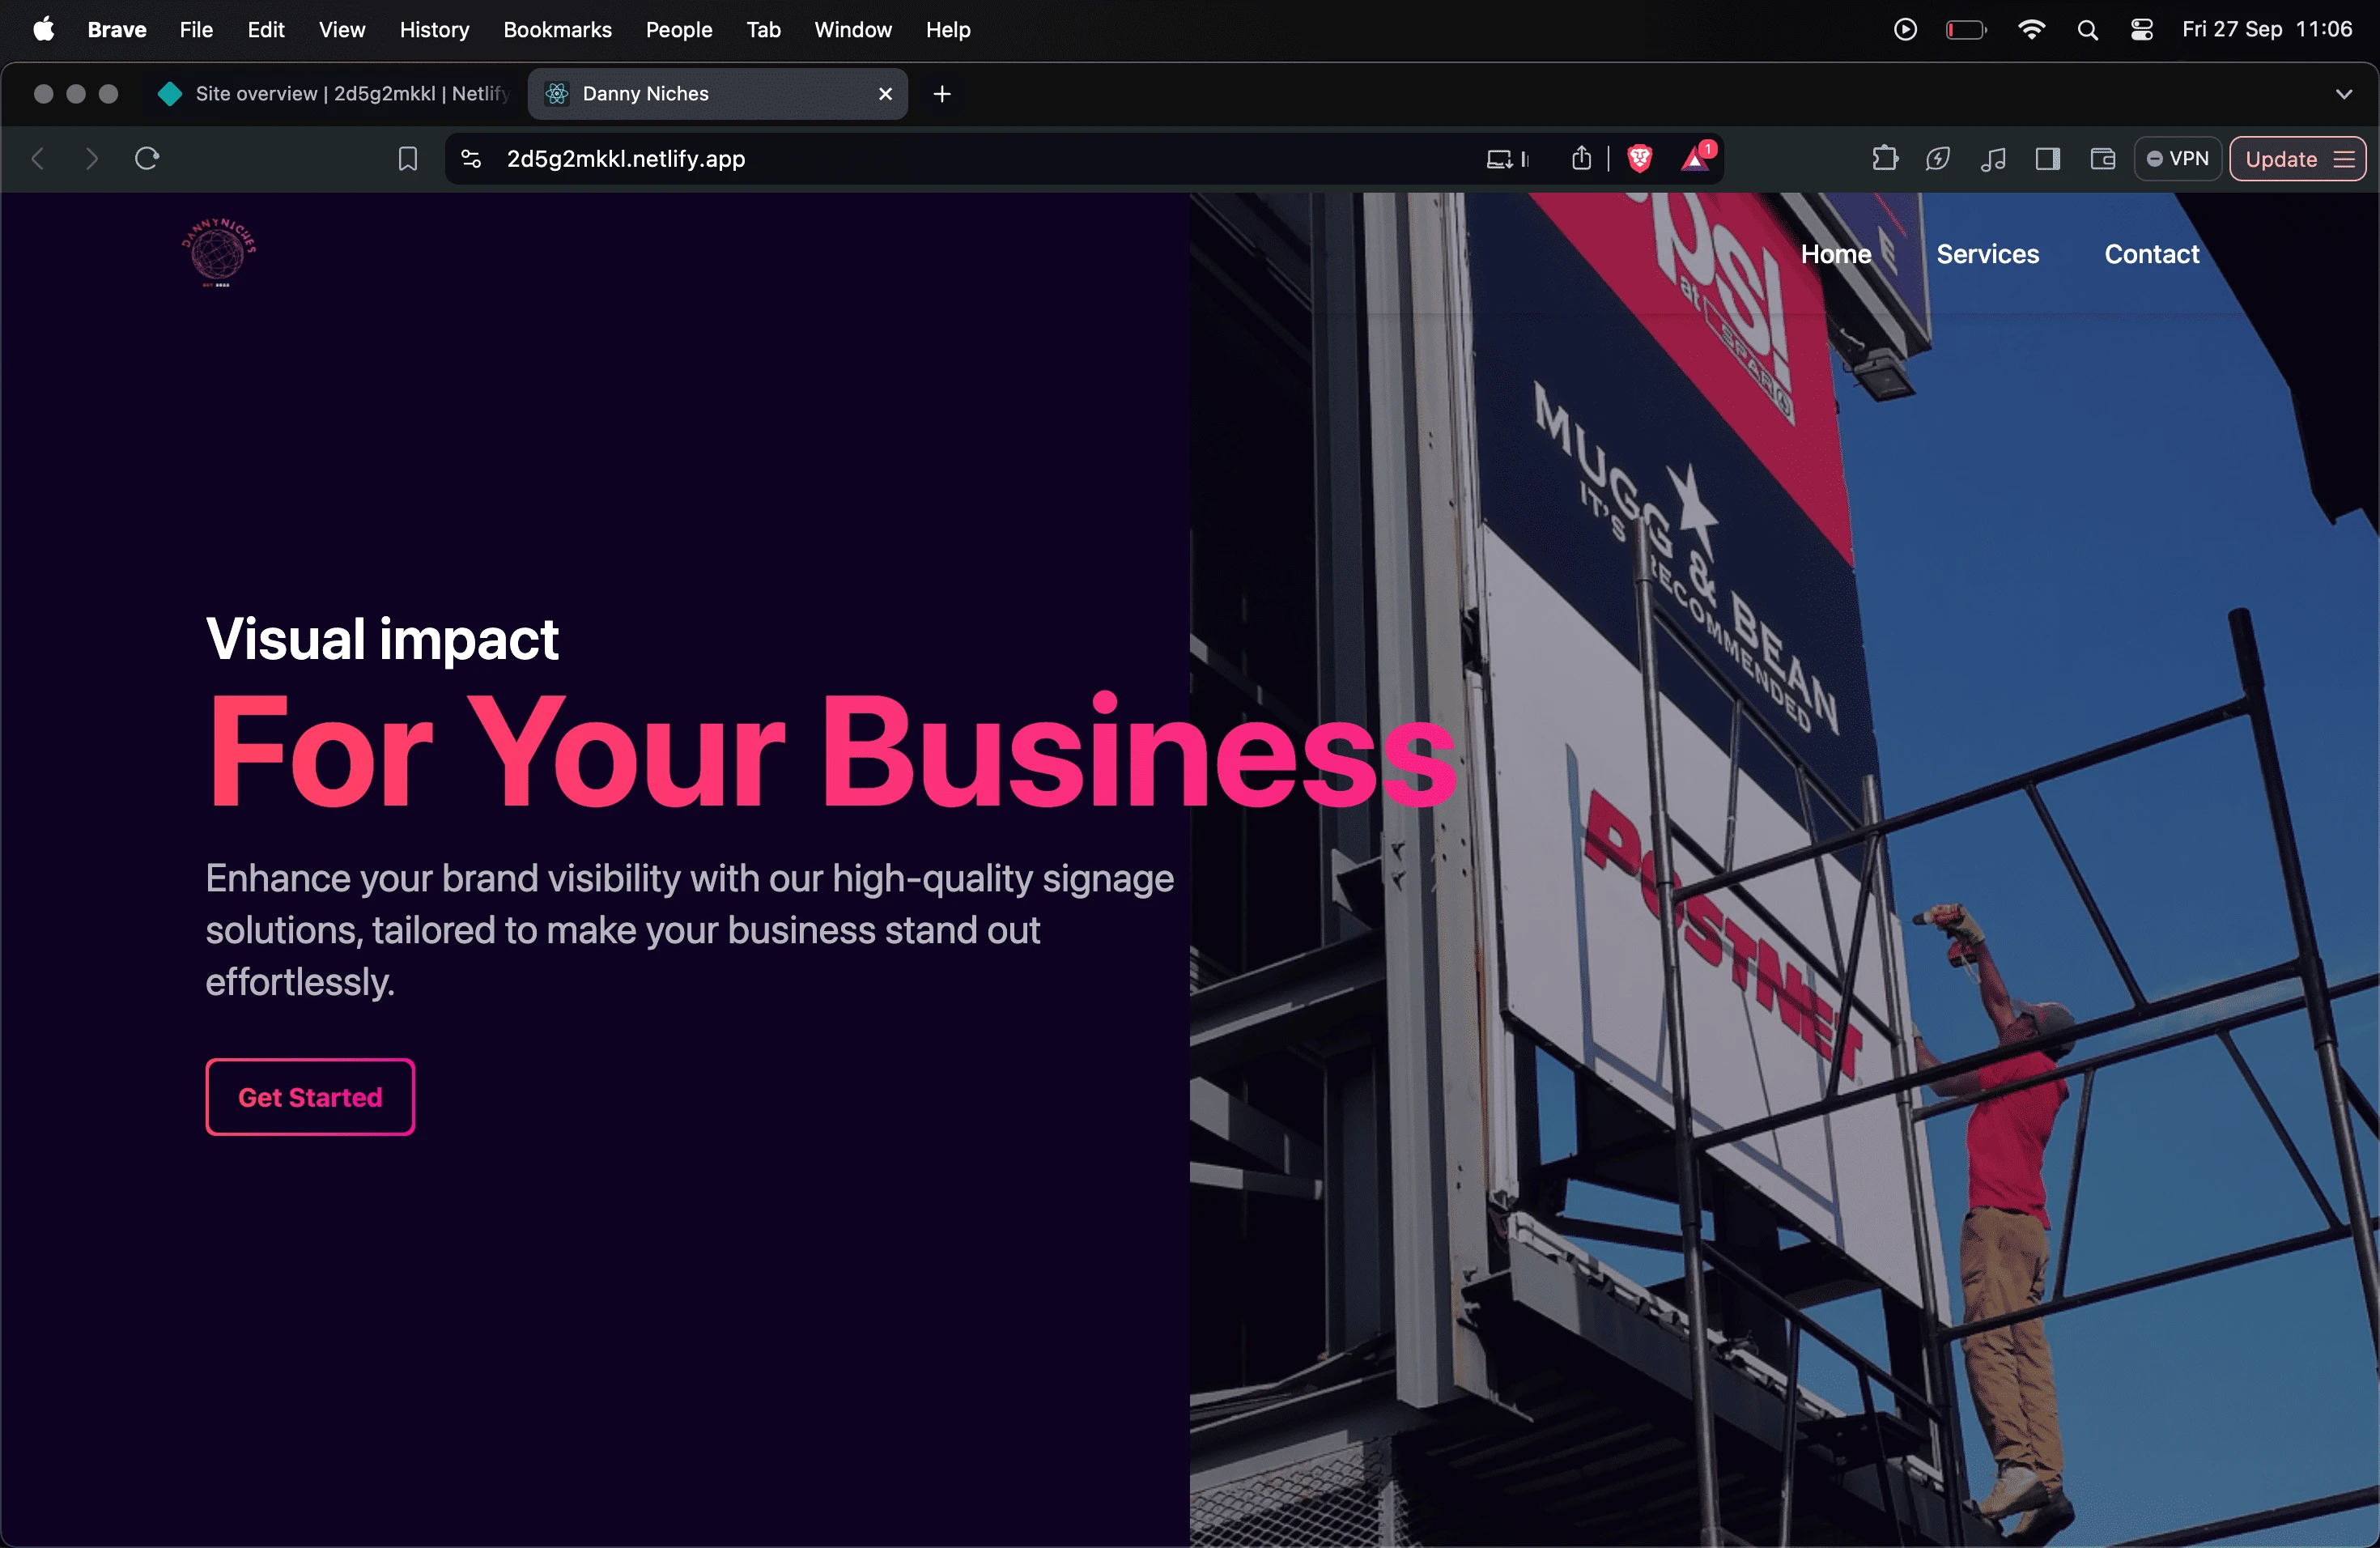 Brave File Edit View History Bookmarks People Tab Window Help Fri 27 Sep 11:06
Site overview | 2d5g2mkkl | Netlify
Danny Niches
2d5g2mkkl.netlify.app
1
VPN
Update
DANNYNICHES
Home Services Contact
ps!
at SPAR
MUGG & BEAN
IT'S RECOMMENDED
POSTNET
Visual impact
For Your Business
Enhance your brand visibility with our high-quality signage
solutions, tailored to make your business stand out
effortlessly.
Get Started